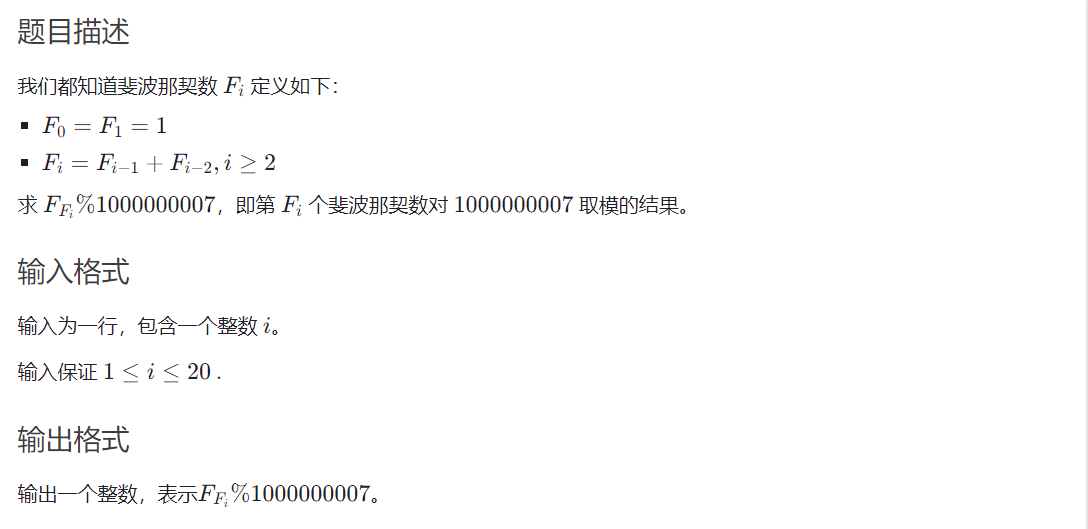 题目描述
我们都知道斐波那契数 $F_i$ 定义如下：
▪ $F_0 = F_1 = 1$
▪ $F_i = F_{i-1} + F_{i-2}, i \geq 2$
求 $F_{F_i}\%1000000007$，即第 $F_i$ 个斐波那契数对 $1000000007$ 取模的结果。
输入格式
输入为一行，包含一个整数 $i$。
输入保证 $1 \leq i \leq 20$ .
输出格式
输出一个整数，表示$F_{F_i}\%1000000007$。